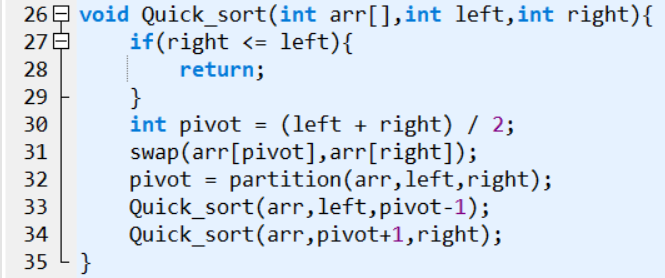 26 void Quick_sort(int arr[],int left,int right){
27     if(right <= left){
28         return;
29     }
30     int pivot = (left + right) / 2;
31     swap(arr[pivot],arr[right]);
32     pivot = partition(arr,left,right);
33     Quick_sort(arr,left,pivot-1);
34     Quick_sort(arr,pivot+1,right);
35 }